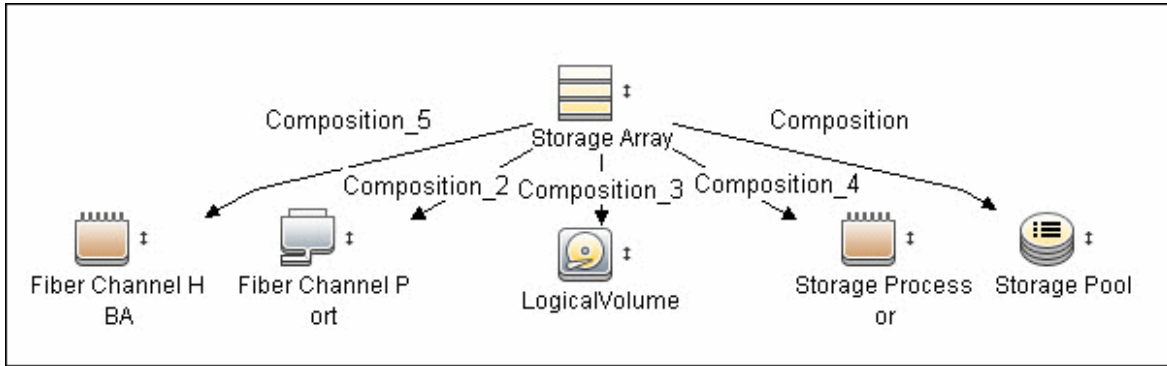 Composition_5
Composition
Storage Array
Composition_2
Composition_3
Composition_4
Fiber Channel H
BA
Fiber Channel P
ort
LogicalVolume
Storage Process
or
Storage Pool